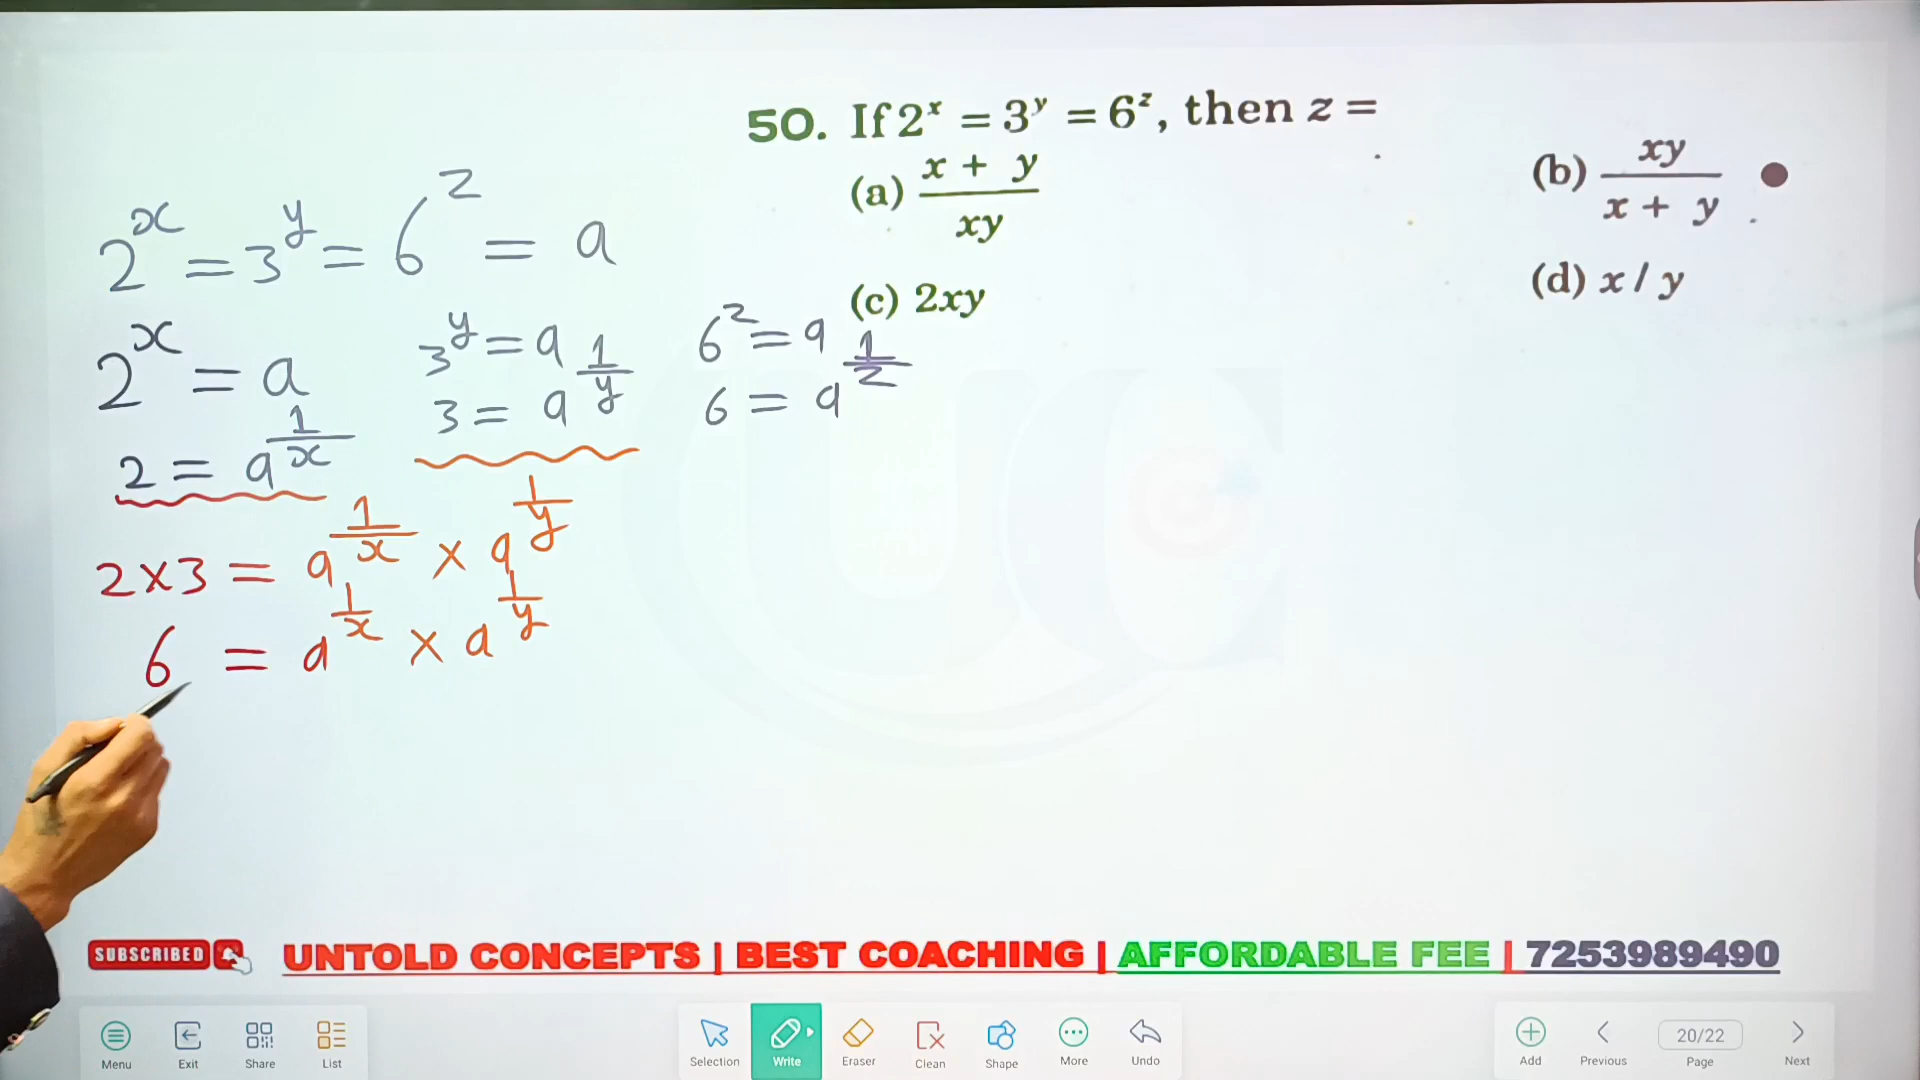 50. If 2^x = 3^y = 6^z, then z =
(a) x + y / xy
(b) xy / x + y
(c) 2xy
(d) x / y
2^x = 3^y = 6^z = a
2^x = a
2 = a^1/x
3^y = a
3 = a^1/y
6^z = a
6 = a^1/z
2×3 = a^1/x × a^1/y
6 = a^1/x × a^1/y
SUBSCRIBED
UNTOLD CONCEPTS | BEST COACHING | AFFORDABLE FEE | 7253989490
Menu Exit Share List Selection Write Eraser Clean Shape More Undo Add Previous 20/22 Page Next